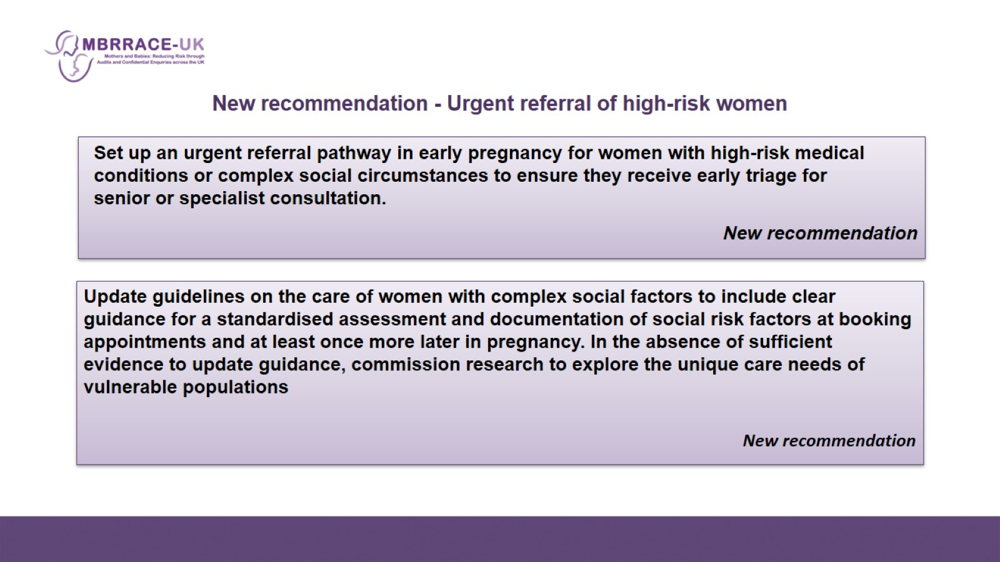 MBRRACE-UK
Mothers and Babies: Reducing Risk through
Audits and Confidential Enquiries across the UK
New recommendation - Urgent referral of high-risk women
Set up an urgent referral pathway in early pregnancy for women with high-risk medical
conditions or complex social circumstances to ensure they receive early triage for
senior or specialist consultation.
New recommendation
Update guidelines on the care of women with complex social factors to include clear
guidance for a standardised assessment and documentation of social risk factors at booking
appointments and at least once more later in pregnancy. In the absence of sufficient
evidence to update guidance, commission research to explore the unique care needs of
vulnerable populations
New recommendation